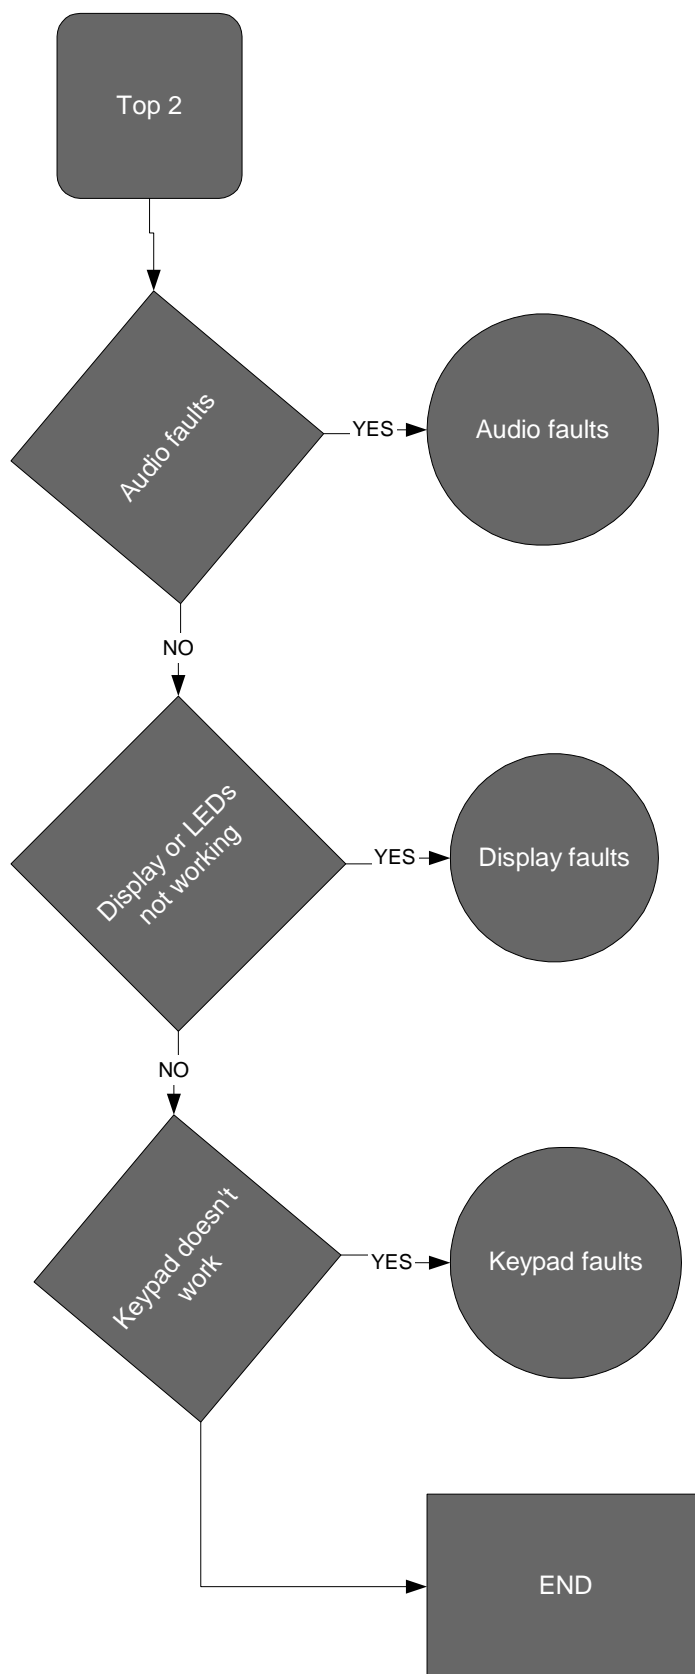 Top 2
Audio faults
YES
Audio faults
NO
Display or LEDs
not working
YES
Display faults
NO
Keypad doesn't
work
YES
Keypad faults
END